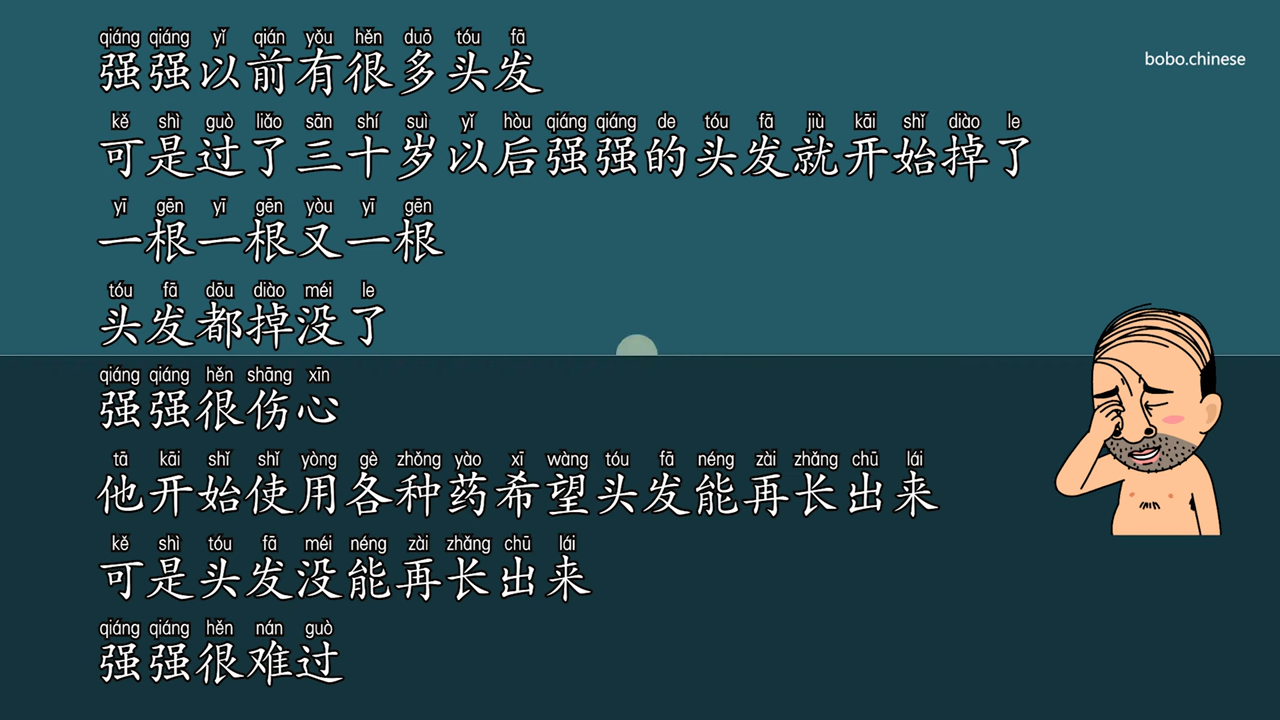 qiáng qiáng yǐ qián yǒu hěn duō tóu fā
强强以前有很多头发
bobo.chinese
kě shì guò liǎo sān shí suì yǐ hòu qiáng qiáng de tóu fā jiù kāi shǐ diào le
可是过了三十岁以后强强的头发就开始掉了
yī gēn yī gēn yòu yī gēn
一根一根又一根
tóu fā dōu diào méi le
头发都掉没了
qiáng qiáng hěn shāng xīn
强强很伤心
tā kāi shǐ shǐ yòng gè zhǒng yào xī wàng tóu fā néng zài zhǎng chū lái
他开始使用各种药希望头发能再长出来
kě shì tóu fā méi néng zài zhǎng chū lái
可是头发没能再长出来
qiáng qiáng hěn nán guò
强强很难过